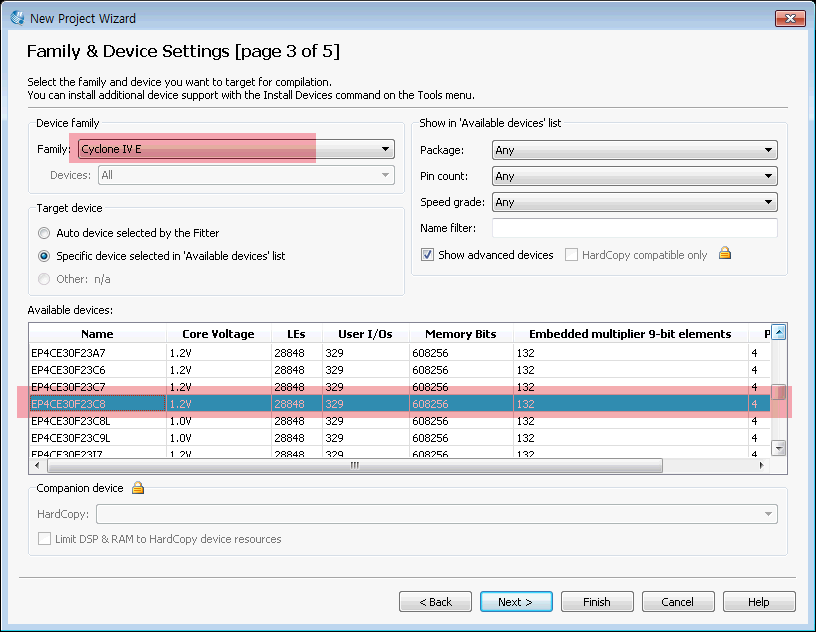 New Project Wizard
Family & Device Settings [page 3 of 5]
Select the family and device you want to target for compilation.
You can install additional device support with the Install Devices command on the Tools menu.
Device family
Family: Cyclone IV E
Devices: All
Show in 'Available devices' list
Package: Any
Pin count: Any
Speed grade: Any
Name filter:
Show advanced devices HardCopy compatible only
Target device
Auto device selected by the Fitter
Specific device selected in 'Available devices' list
Other: n/a
Available devices:
Name Core Voltage LEs User I/Os Memory Bits Embedded multiplier 9-bit elements P
EP4CE30F23A7 1.2V 28848 329 608256 132 4
EP4CE30F23C6 1.2V 28848 329 608256 132 4
EP4CE30F23C7 1.2V 28848 329 608256 132 4
EP4CE30F23C8 1.2V 28848 329 608256 132 4
EP4CE30F23C8L 1.0V 28848 329 608256 132 4
EP4CE30F23C9L 1.0V 28848 329 608256 132 4
EP4CE30F23I7 1.2V 28848 329 608256 132 4
Companion device
HardCopy:
Limit DSP & RAM to HardCopy device resources
< Back Next > Finish Cancel Help